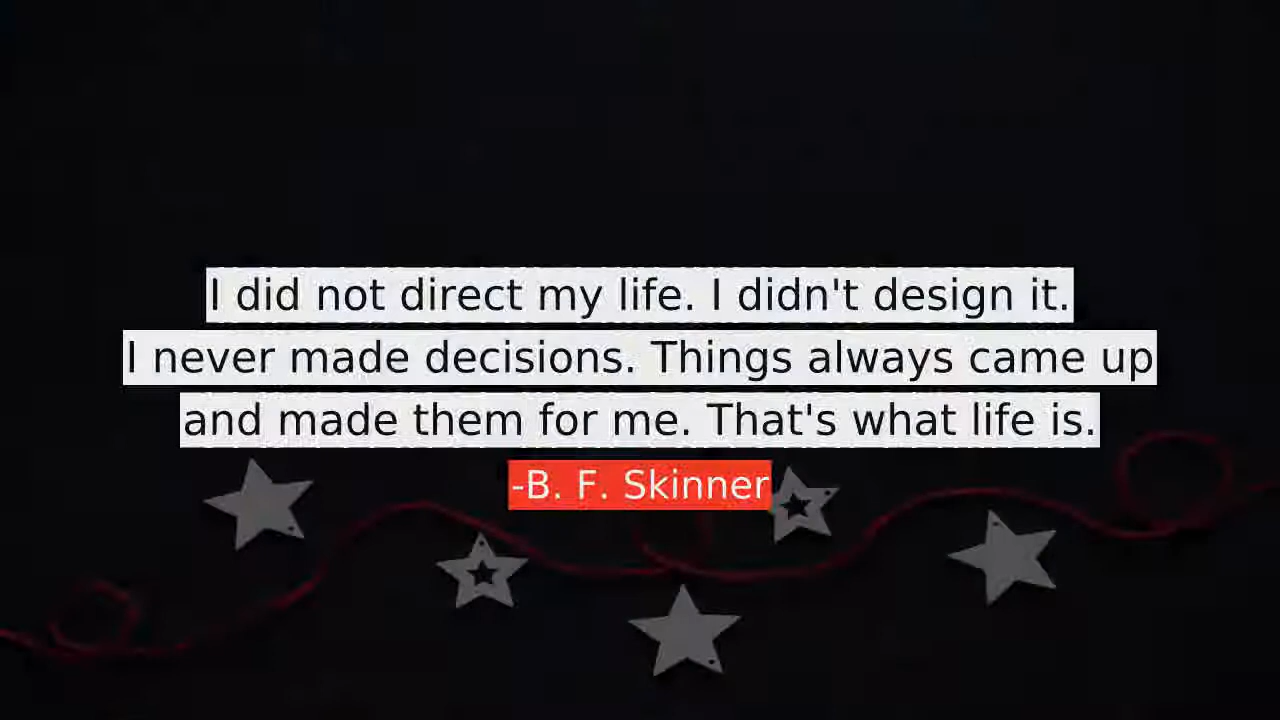 I did not direct my life. I didn't design it.
I never made decisions. Things always came up
and made them for me. That's what life is.
-B. F. Skinner